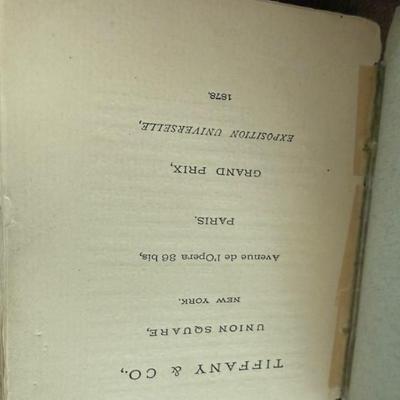 TIFFANY & CO.,
UNION SQUARE,
NEW YORK.
Avenue de l'Opera 36 bis,
PARIS.
GRAND PRIX,
EXPOSITION UNIVERSELLE,
1878.